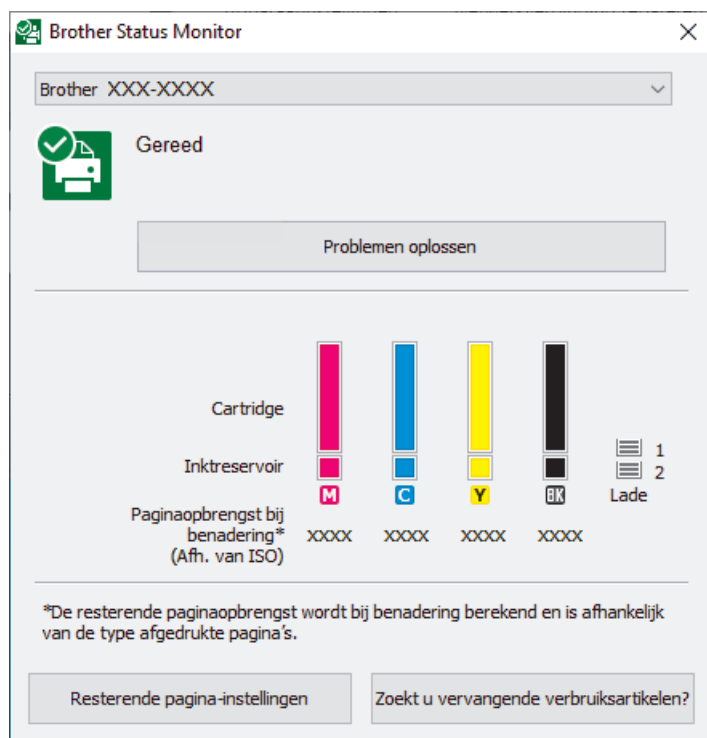 Brother Status Monitor
Brother XXX-XXXX
Gereed
Problemen oplossen
Cartridge
Inktreservoir
1
2
M C Y BK Lade
Paginaopbrengst bij
benadering*
(Afh. van ISO)
XXXX XXXX XXXX XXXX
*De resterende paginaopbrengst wordt bij benadering berekend en is afhankelijk
van de type afgedrukte pagina's.
Resterende pagina-instellingen
Zoekt u vervangende verbruiksartikelen?